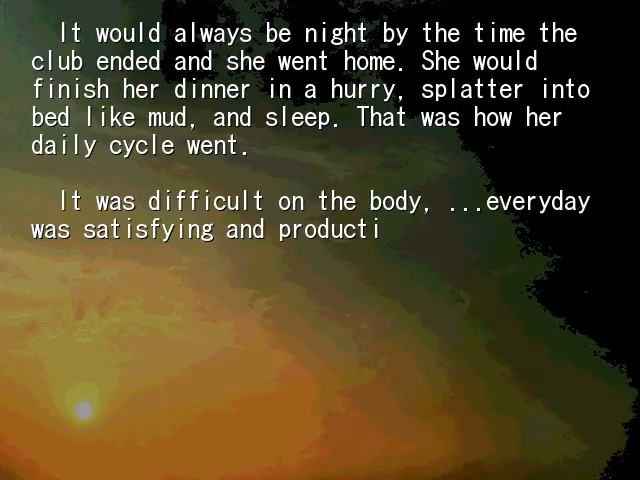 It would always be night by the time the
club ended and she went home. She would
finish her dinner in a hurry, splatter into
bed like mud, and sleep. That was how her
daily cycle went.
It was difficult on the body, ...everyday
was satisfying and producti